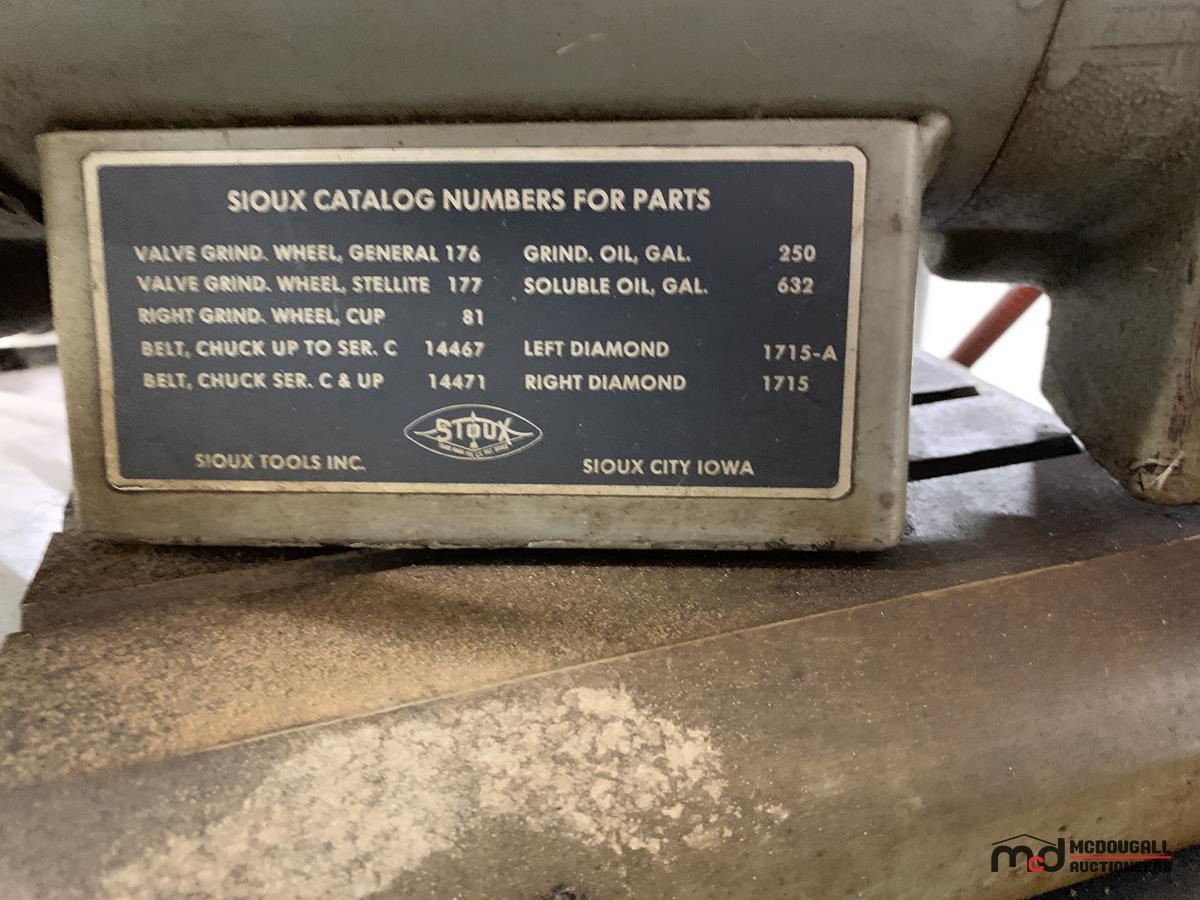 SIOUX CATALOG NUMBERS FOR PARTS
VALVE GRIND. WHEEL, GENERAL 176
VALVE GRIND. WHEEL, STELLITE 177
RIGHT GRIND. WHEEL, CUP 81
BELT, CHUCK UP TO SER. C 14467
BELT, CHUCK SER. C & UP 14471
GRIND. OIL, GAL. 250
SOLUBLE OIL, GAL. 632
LEFT DIAMOND 1715-A
RIGHT DIAMOND 1715
SIOUX
SIOUX TOOLS INC.
SIOUX CITY IOWA
mcd MCDOUGALL
AUCTIONEERS